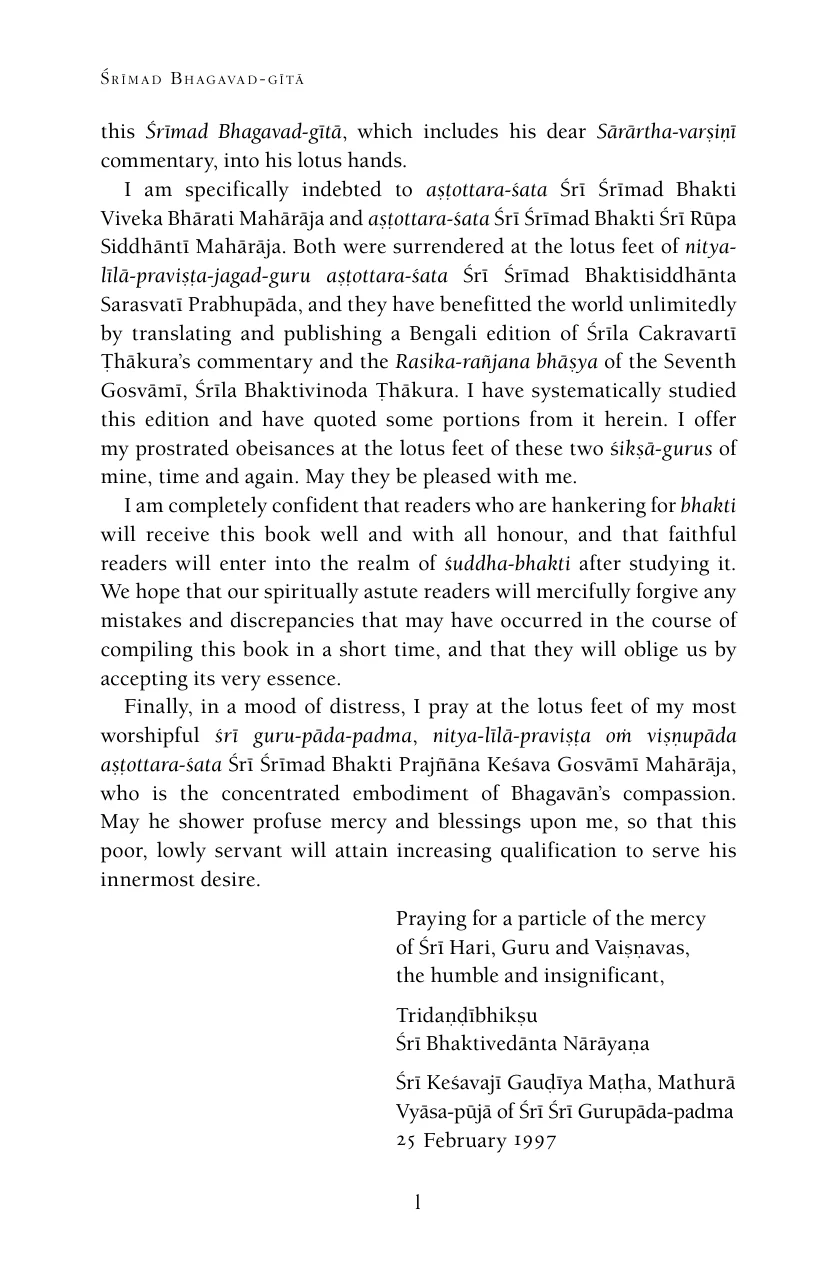 Śrīmad Bhagavad-gītā
this Śrīmad Bhagavad-gītā, which includes his dear Sārārtha-varṣiṇī
commentary, into his lotus hands.
I am specifically indebted to aṣṭottara-śata Śrī Śrīmad Bhakti
Viveka Bhārati Mahārāja and aṣṭottara-śata Śrī Śrīmad Bhakti Śrī Rūpa
Siddhāntī Mahārāja. Both were surrendered at the lotus feet of nitya-
līlā-praviṣṭa-jagad-guru aṣṭottara-śata Śrī Śrīmad Bhaktisiddhānta
Sarasvatī Prabhupāda, and they have benefitted the world unlimitedly
by translating and publishing a Bengali edition of Śrīla Cakravartī
Ṭhākura’s commentary and the Rasika-rañjana bhāṣya of the Seventh
Gosvāmī, Śrīla Bhaktivinoda Ṭhākura. I have systematically studied
this edition and have quoted some portions from it herein. I offer
my prostrated obeisances at the lotus feet of these two śikṣā-gurus of
mine, time and again. May they be pleased with me.
I am completely confident that readers who are hankering for bhakti
will receive this book well and with all honour, and that faithful
readers will enter into the realm of śuddha-bhakti after studying it.
We hope that our spiritually astute readers will mercifully forgive any
mistakes and discrepancies that may have occurred in the course of
compiling this book in a short time, and that they will oblige us by
accepting its very essence.
Finally, in a mood of distress, I pray at the lotus feet of my most
worshipful śrī guru-pāda-padma, nitya-līlā-praviṣṭa oṁ viṣṇupāda
aṣṭottara-śata Śrī Śrīmad Bhakti Prajñāna Keśava Gosvāmī Mahārāja,
who is the concentrated embodiment of Bhagavān’s compassion.
May he shower profuse mercy and blessings upon me, so that this
poor, lowly servant will attain increasing qualification to serve his
innermost desire.
Praying for a particle of the mercy
of Śrī Hari, Guru and Vaiṣṇavas,
the humble and insignificant,
Tridaṇḍībhikṣu
Śrī Bhaktivedānta Nārāyaṇa
Śrī Keśavajī Gauḍīya Maṭha, Mathurā
Vyāsa-pūjā of Śrī Śrī Gurupāda-padma
25 February 1997
l